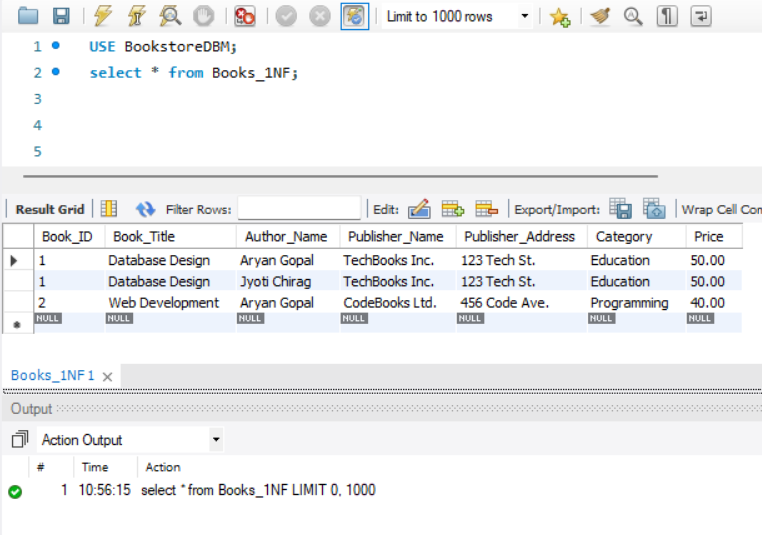 Limit to 1000 rows
1 USE BookstoreDBM;
2 select * from Books_1NF;
3
4
5
Result Grid Filter Rows: Edit: Export/Import: Wrap Cell Con
Book_ID Book_Title Author_Name Publisher_Name Publisher_Address Category Price
1 Database Design Aryan Gopal TechBooks Inc. 123 Tech St. Education 50.00
1 Database Design Jyoti Chirag TechBooks Inc. 123 Tech St. Education 50.00
2 Web Development Aryan Gopal CodeBooks Ltd. 456 Code Ave. Programming 40.00
NULL NULL NULL NULL NULL NULL NULL
Books_1NF 1
Output
Action Output
# Time Action
1 10:56:15 select * from Books_1NF LIMIT 0, 1000